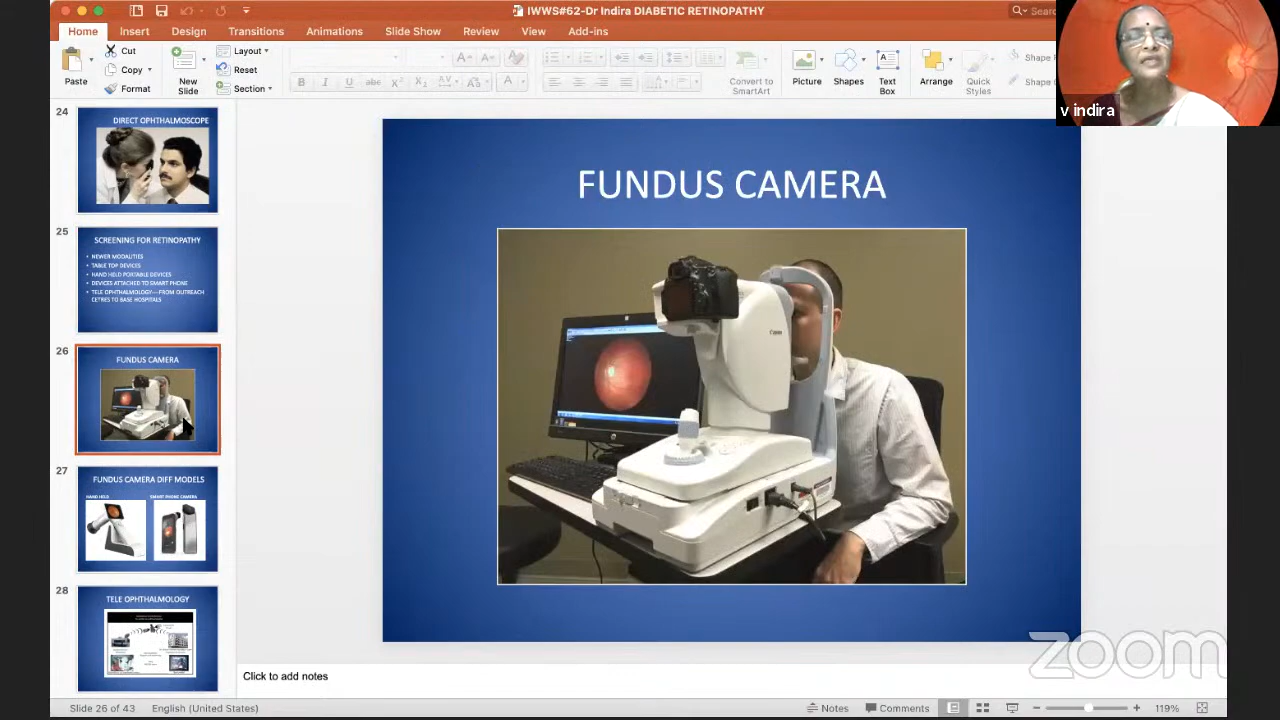 IWWS#62-Dr Indira DIABETIC RETINOPATHY
Home Insert Design Transitions Animations Slide Show Review View Add-ins
Paste
Cut
Copy
Format
New Slide
Layout
Reset
Section
B I U abc
Convert to SmartArt
Picture
Shapes
Text Box
Arrange
Quick Styles
v indira
24
DIRECT OPHTHALMOSCOPE
25
SCREENING FOR RETINOPATHY
• NEWER MODALITIES
• TABLE TOP DEVICES
• HAND HELD PORTABLE DEVICES
• DEVICES ATTACHED TO SMART PHONE
• TELE OPHTHALMOLOGY---FROM OUTREACH
CETRES TO BASE HOSPITALS
26
FUNDUS CAMERA
27
FUNDUS CAMERA DIFF MODELS
HAND HELD
SMART PHONE CAMERA
28
TELE OPHTHALMOLOGY
FUNDUS CAMERA
Canon
zoom
Click to add notes
Slide 26 of 43 English (United States) Notes Comments 119%